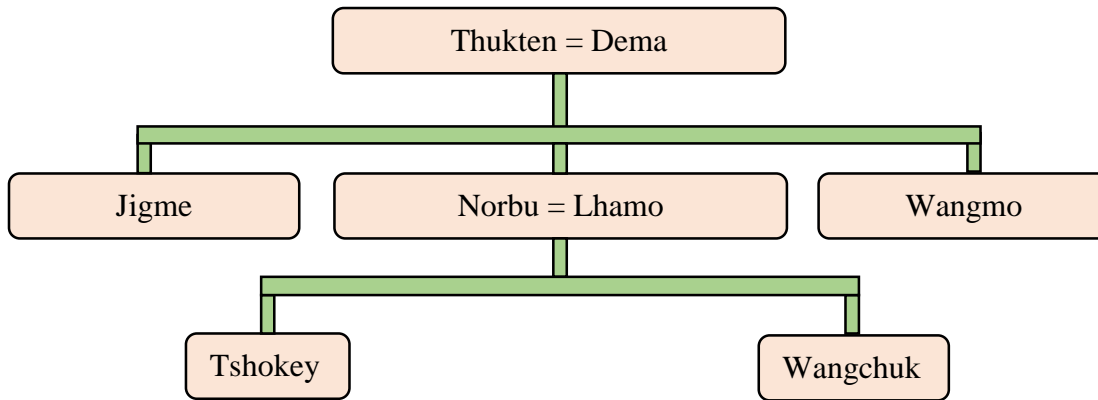 Thukten = Dema
Jigme
Norbu = Lhamo
Wangmo
Tshokey
Wangchuk